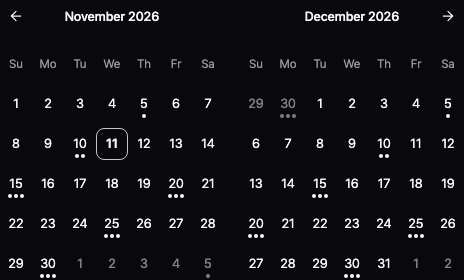 November 2026
Su Mo Tu We Th Fr Sa
1 2 3 4 5 6 7
8 9 10 11 12 13 14
15 16 17 18 19 20 21
22 23 24 25 26 27 28
29 30 1 2 3 4 5
December 2026
Su Mo Tu We Th Fr Sa
29 30 1 2 3 4 5
6 7 8 9 10 11 12
13 14 15 16 17 18 19
20 21 22 23 24 25 26
27 28 29 30 31 1 2